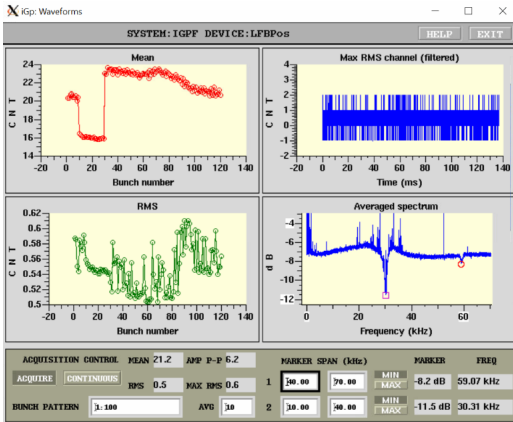 iGp: Waveforms
SYSTEM:IGPF DEVICE:LFBPos
HELP
EXIT
Mean
24
22
20
18
16
14
CNT
-20 0 20 40 60 80 100 120 140
Bunch number
Max RMS channel (filtered)
4
3
2
1
0
-1
-2
CNT
-20 0 20 40 60 80 100 120 140
Time (ms)
RMS
0.62
0.6
0.58
0.56
0.54
0.52
0.5
CNT
-20 0 20 40 60 80 100 120 140
Bunch number
Averaged spectrum
-4
-6
-8
-10
-12
dB
0 20 40 60
Frequency (kHz)
ACQUISITION CONTROL MEAN 21.2 AMP P-P 6.2
ACQUIRE CONTINUOUS RMS 0.5 MAX RMS 0.6
BUNCH PATTERN 1:100 AVG 10
MARKER SPAN (kHz) MARKER FREQ
1 40.00 70.00 MIN MAX -8.2 dB 59.07 kHz
2 10.00 40.00 MIN MAX -11.5 dB 30.31 kHz